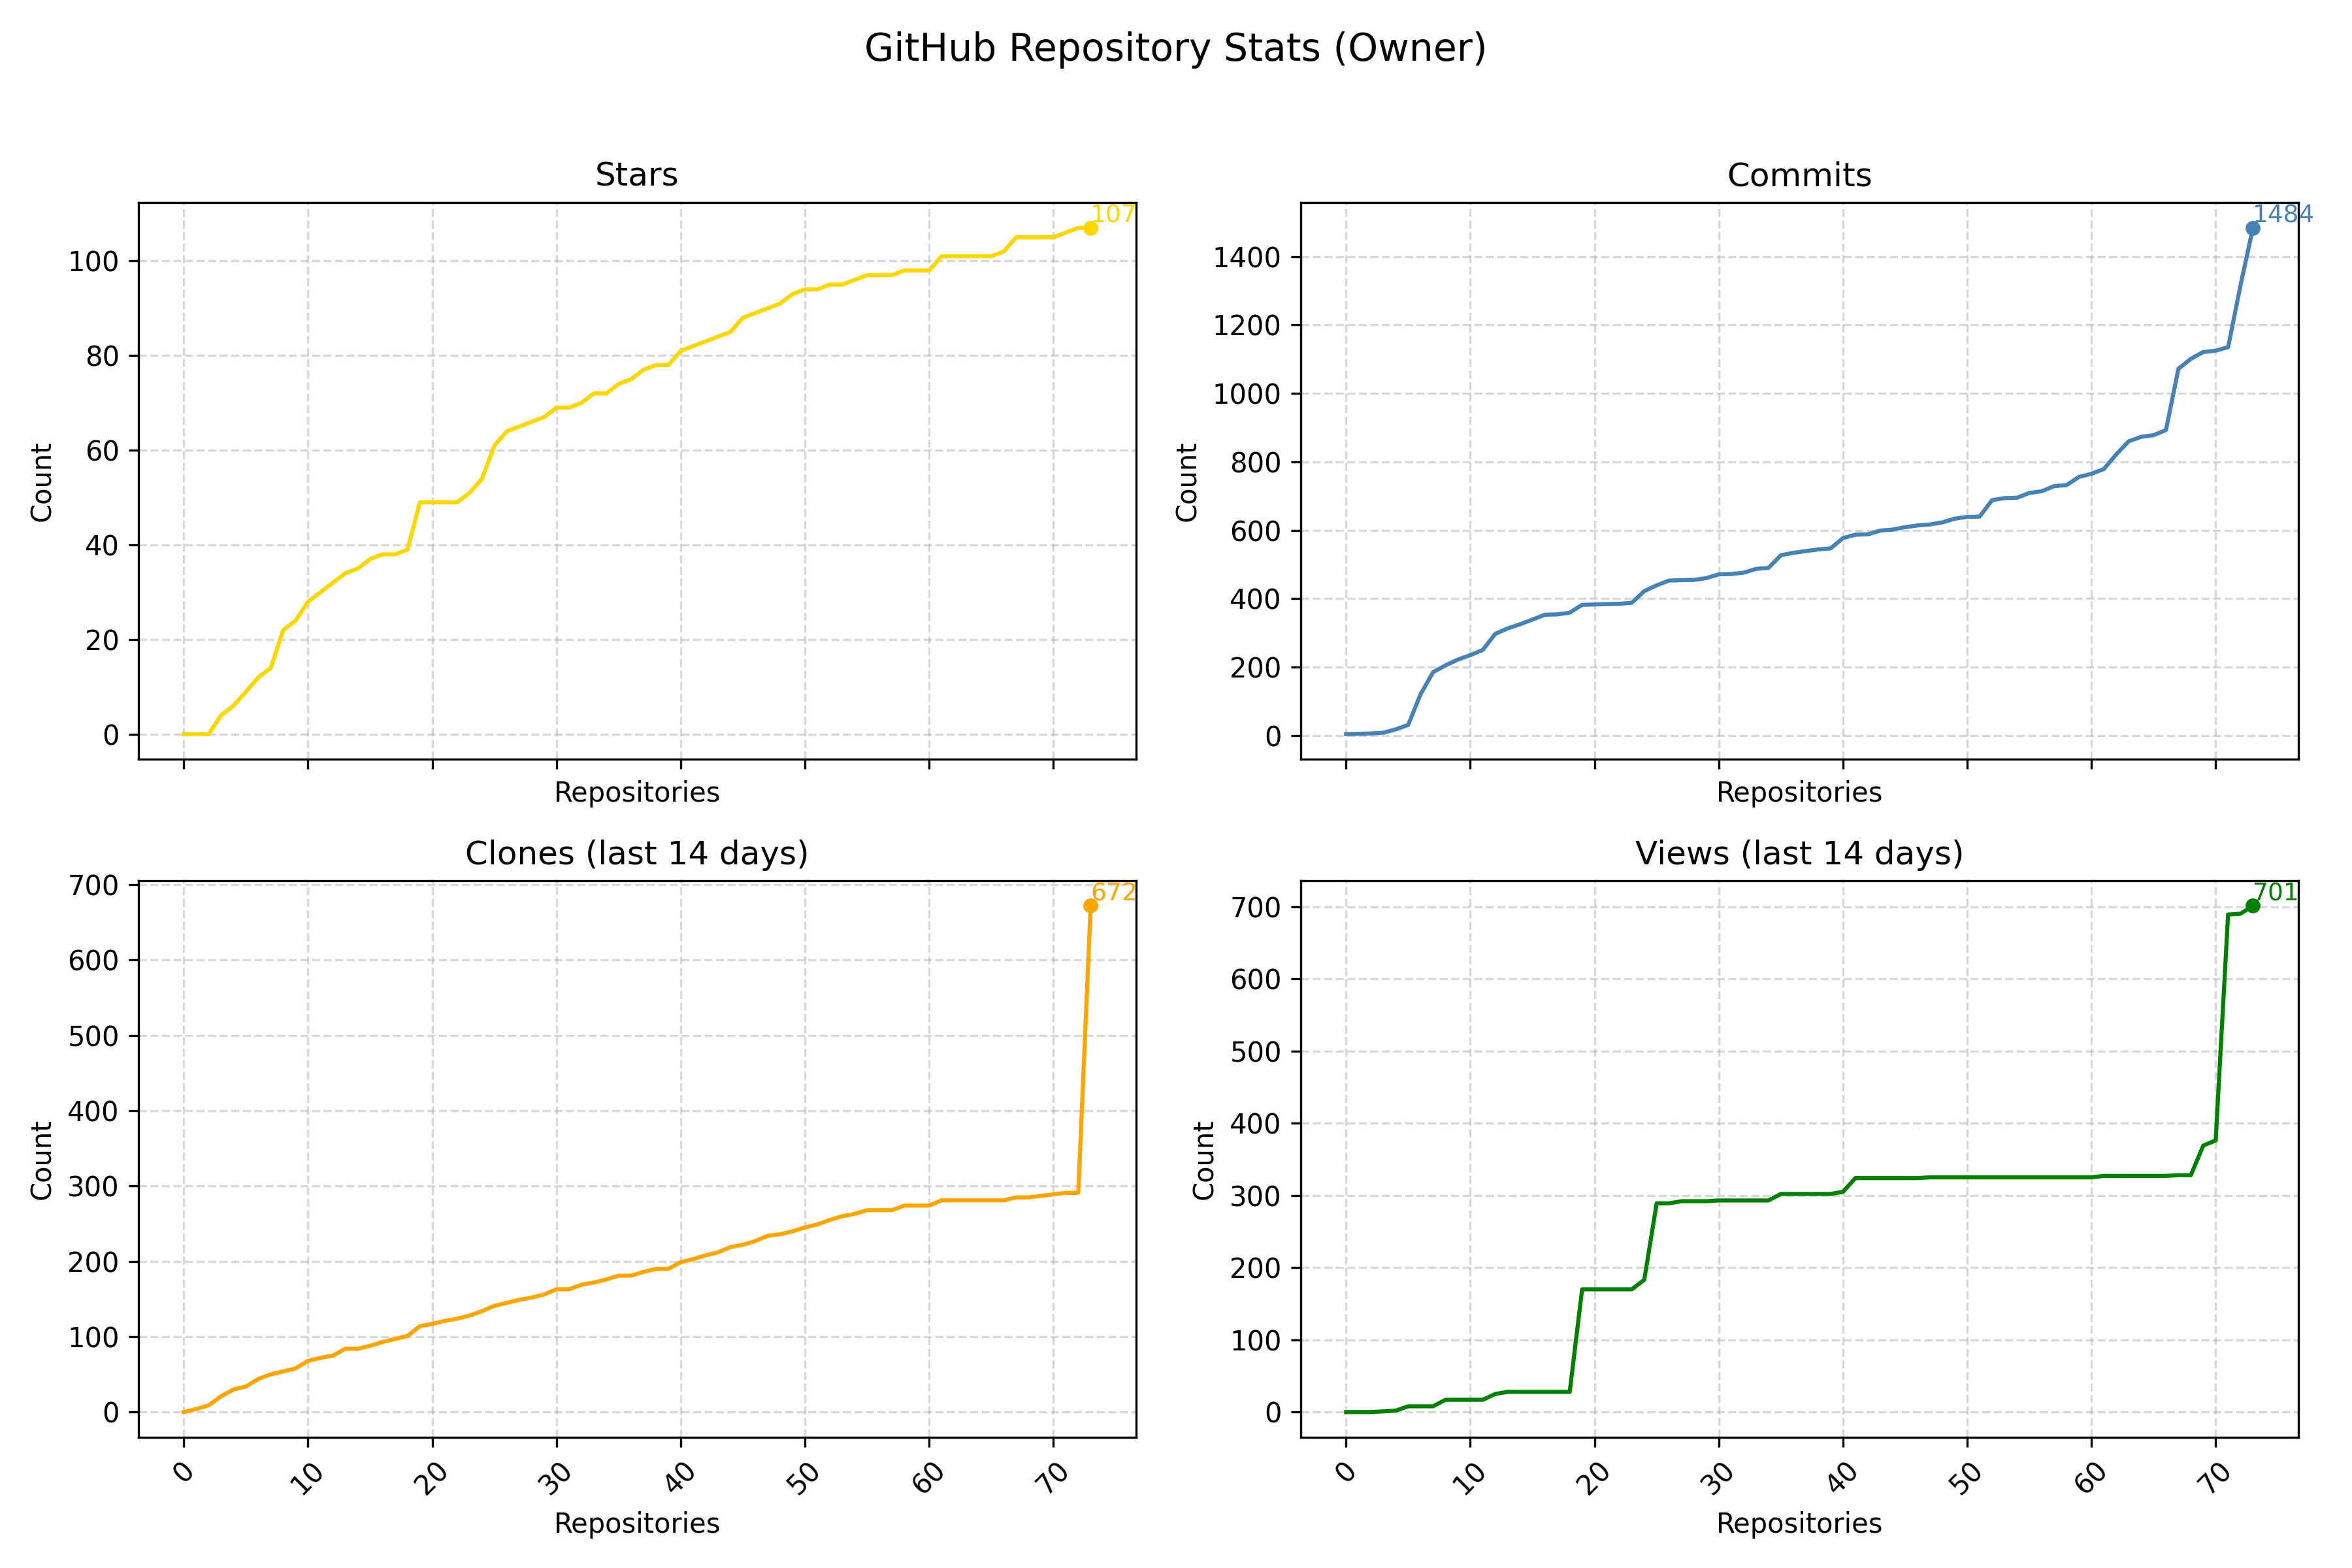 GitHub Repository Stats (Owner)
Stars
107
100
80
60
40
20
0
Count
Repositories
Commits
1484
1400
1200
1000
800
600
400
200
0
Count
Repositories
Clones (last 14 days)
672
700
600
500
400
300
200
100
0
Count
0 10 20 30 40 50 60 70
Repositories
Views (last 14 days)
701
700
600
500
400
300
200
100
0
Count
0 10 20 30 40 50 60 70
Repositories